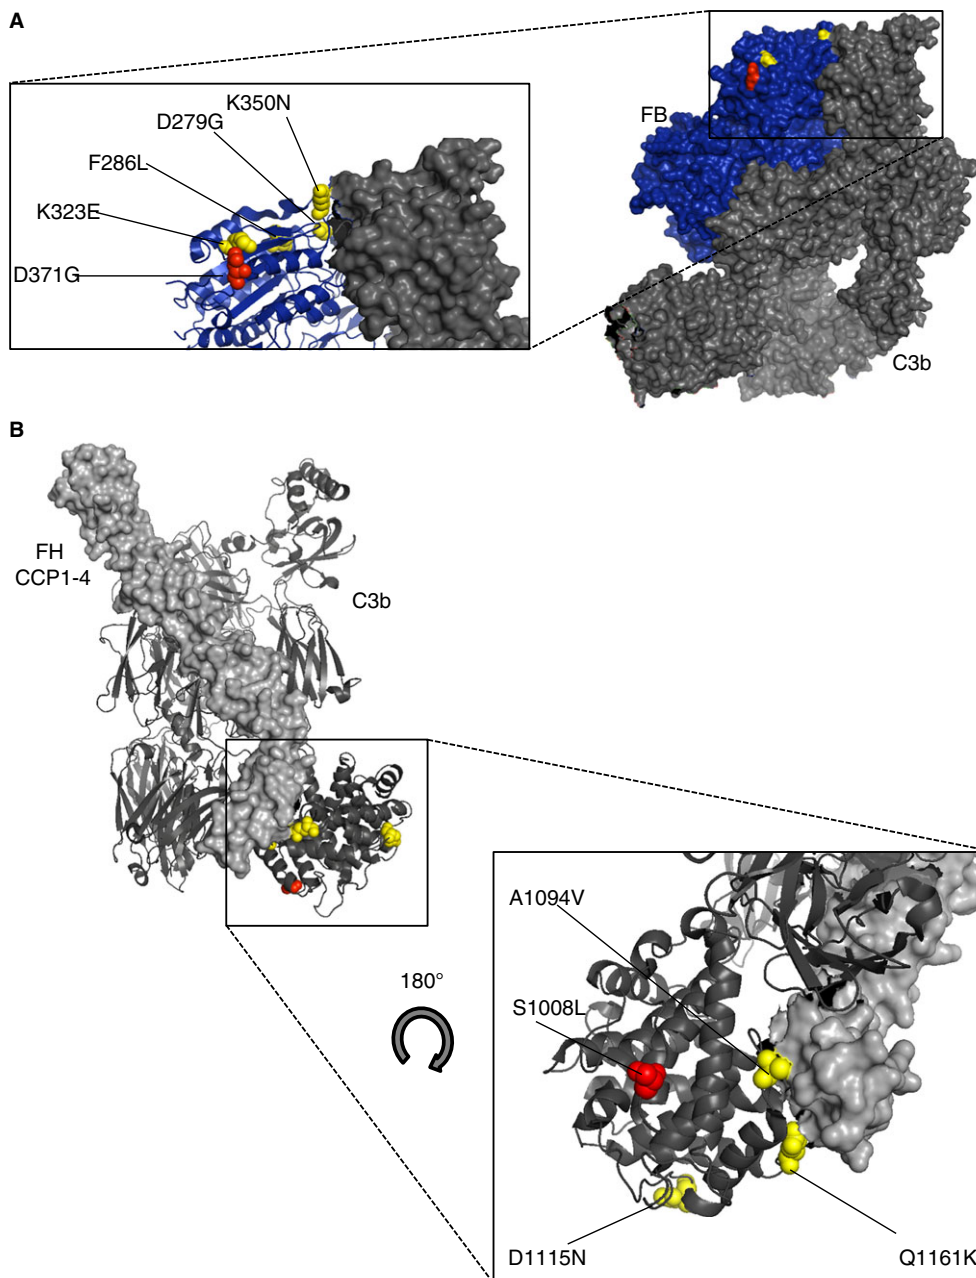 A
K350N
D279G
F286L
K323E
D371G
FB
C3b
B
FH
CCP1-4
C3b
180°
A1094V
S1008L
D1115N
Q1161K